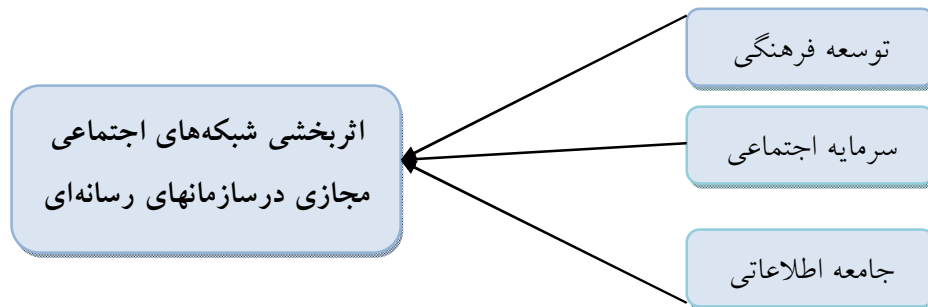 توسعه فرهنگی
سرمایه اجتماعی
جامعه اطلاعاتی
اثربخشی شبکه‌های اجتماعی
مجازی درسازمانهای رسانه‌ای